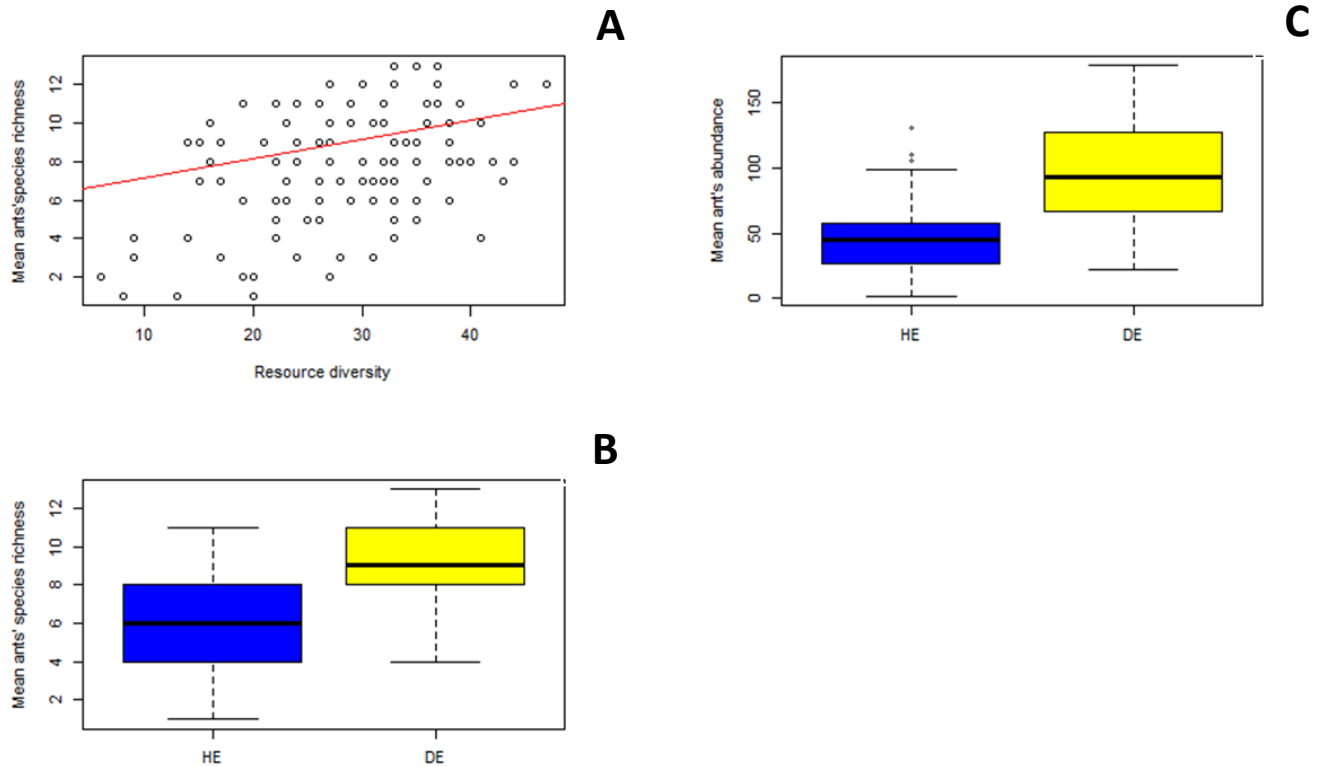 A
Mean ants'species richness
12
10
8
6
4
2
10 20 30 40
Resource diversity
C
Mean ant's abundance
150
100
50
0
HE DE
B
Mean ants' species richness
12
10
8
6
4
2
HE DE